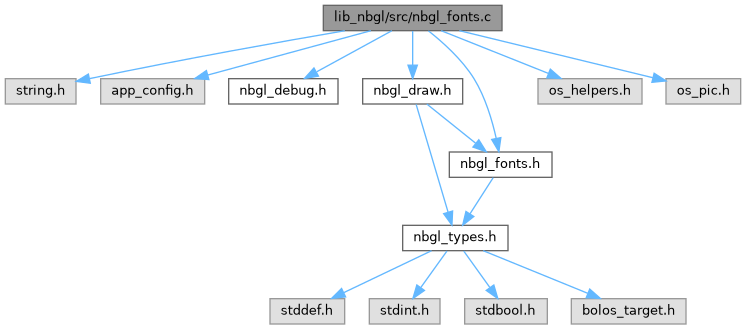 lib_nbgl/src/nbgl_fonts.c
string.h
app_config.h
nbgl_debug.h
nbgl_draw.h
os_helpers.h
os_pic.h
nbgl_fonts.h
nbgl_types.h
stddef.h
stdint.h
stdbool.h
bolos_target.h